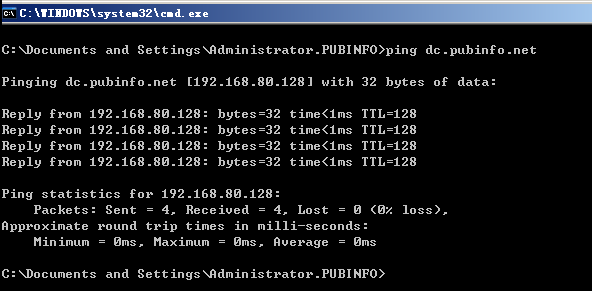 C:\WINDOWS\system32\cmd.exe
C:\Documents and Settings\Administrator.PUBINFO>ping dc.pubinfo.net
Pinging dc.pubinfo.net [192.168.80.128] with 32 bytes of data:
Reply from 192.168.80.128: bytes=32 time<1ms TTL=128
Reply from 192.168.80.128: bytes=32 time<1ms TTL=128
Reply from 192.168.80.128: bytes=32 time<1ms TTL=128
Reply from 192.168.80.128: bytes=32 time<1ms TTL=128
Ping statistics for 192.168.80.128:
    Packets: Sent = 4, Received = 4, Lost = 0 (0% loss),
Approximate round trip times in milli-seconds:
    Minimum = 0ms, Maximum = 0ms, Average = 0ms
C:\Documents and Settings\Administrator.PUBINFO>